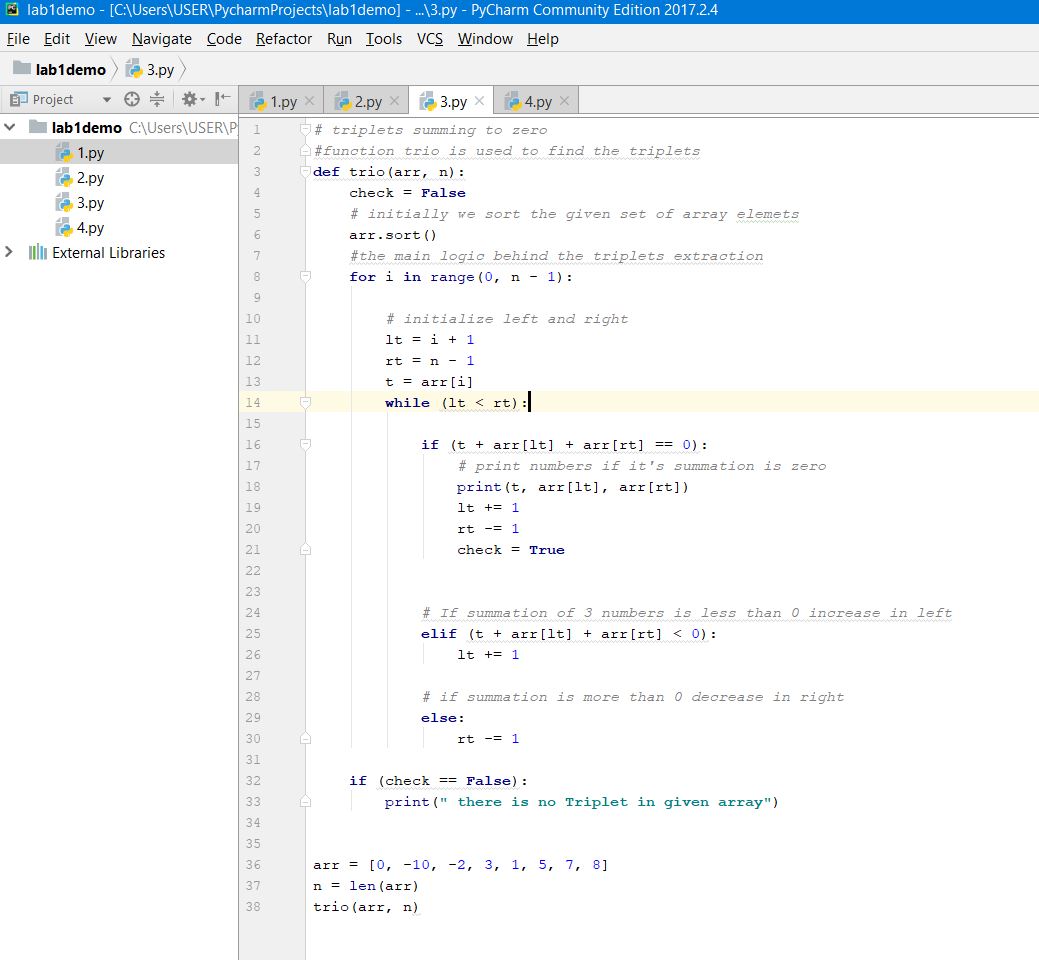 lab1demo - [C:\Users\USER\PycharmProjects\lab1demo] - ...\3.py - PyCharm Community Edition 2017.2.4
File Edit View Navigate Code Refactor Run Tools VCS Window Help
lab1demo 3.py
Project 1.py 2.py 3.py 4.py
lab1demo C:\Users\USER\P
1.py
2.py
3.py
4.py
External Libraries
1 # triplets summing to zero
2 #function trio is used to find the triplets
3 def trio(arr, n):
4 check = False
5 # initially we sort the given set of array elemets
6 arr.sort()
7 #the main logic behind the triplets extraction
8 for i in range(0, n - 1):
9
10 # initialize left and right
11 lt = i + 1
12 rt = n - 1
13 t = arr[i]
14 while (lt < rt):
15
16 if (t + arr[lt] + arr[rt] == 0):
17 # print numbers if it's summation is zero
18 print(t, arr[lt], arr[rt])
19 lt += 1
20 rt -= 1
21 check = True
22
23
24 # If summation of 3 numbers is less than 0 increase in left
25 elif (t + arr[lt] + arr[rt] < 0):
26 lt += 1
27
28 # if summation is more than 0 decrease in right
29 else:
30 rt -= 1
31
32 if (check == False):
33 print(" there is no Triplet in given array")
34
35
36 arr = [0, -10, -2, 3, 1, 5, 7, 8]
37 n = len(arr)
38 trio(arr, n)